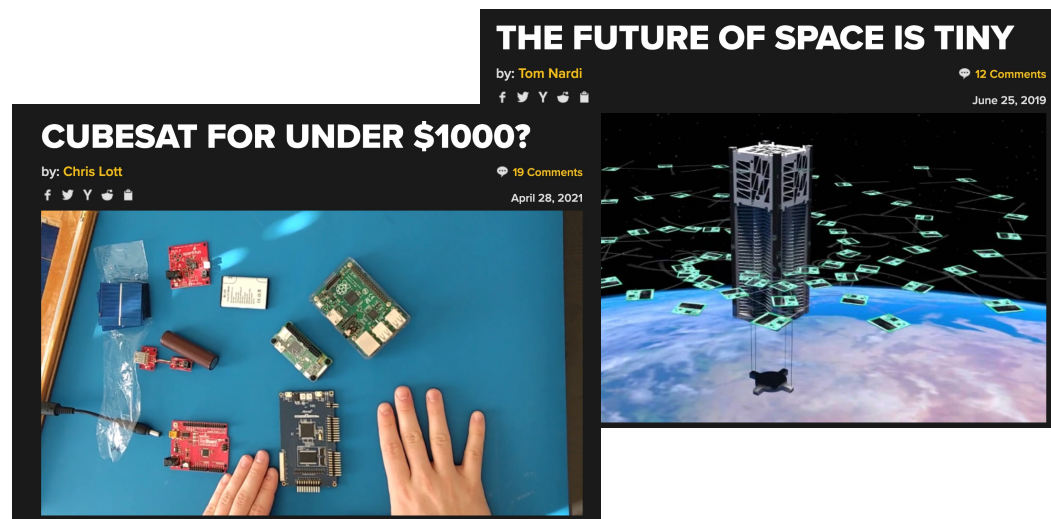 THE FUTURE OF SPACE IS TINY
by: Tom Nardi
12 Comments
June 25, 2019
CUBESAT FOR UNDER $1000?
by: Chris Lott
19 Comments
April 28, 2021